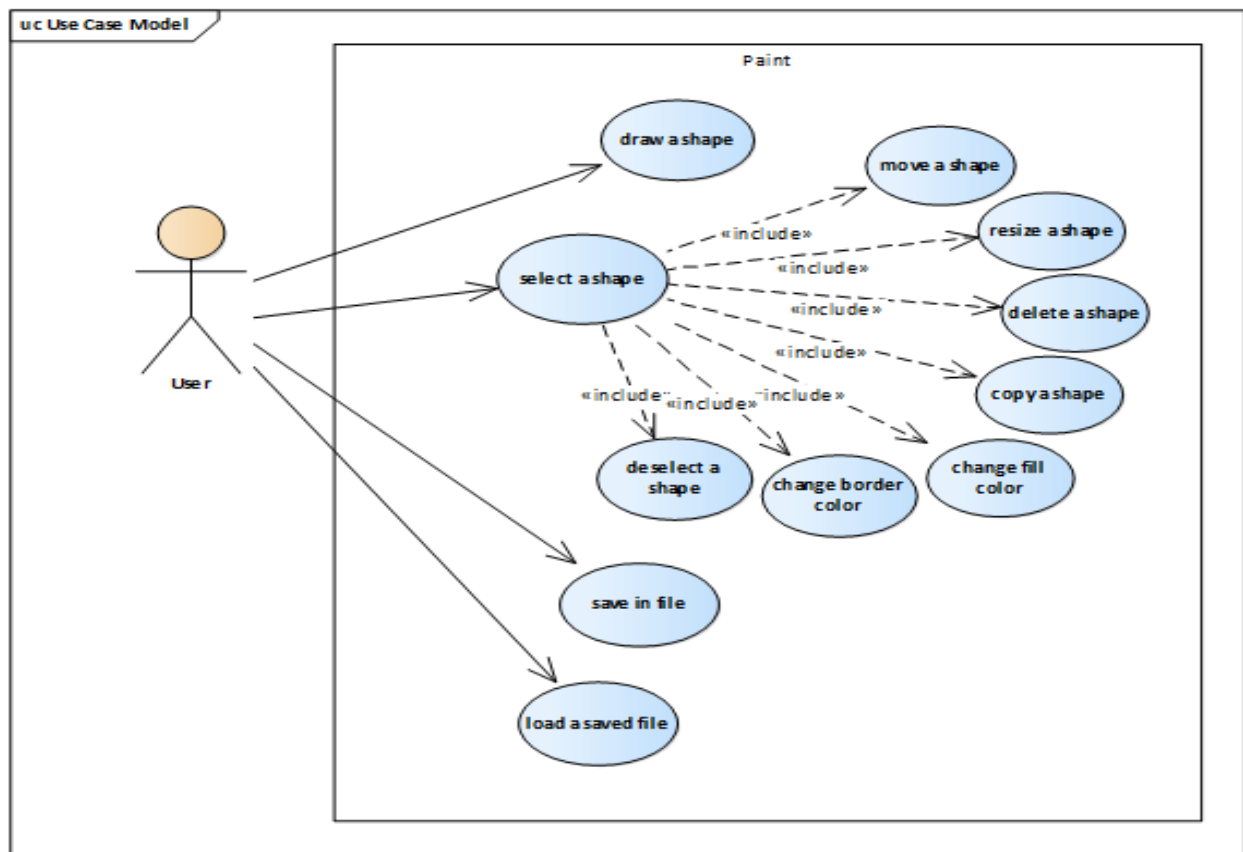 uc Use Case Model
Paint
draw a shape
move a shape
«include»
resize a shape
select a shape
«include»
«include»
delete a shape
User
«include»
copy a shape
«include»
«include»
«include»
deselect a
shape
change border
color
change fill
color
save in file
load a saved file